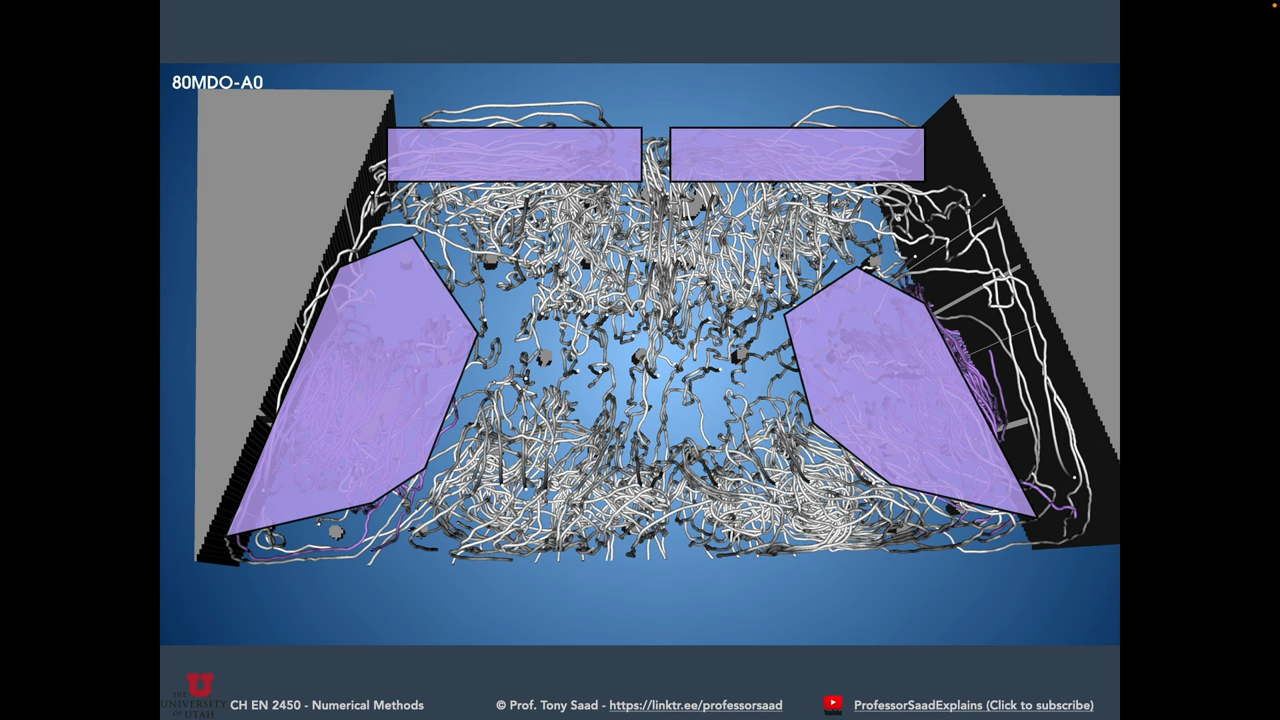 80MDO-A0
THE
UNIVERSITY
OF UTAH
CH EN 2450 - Numerical Methods
© Prof. Tony Saad - https://linktr.ee/professorsaad
YouTube
ProfessorSaadExplains (Click to subscribe)